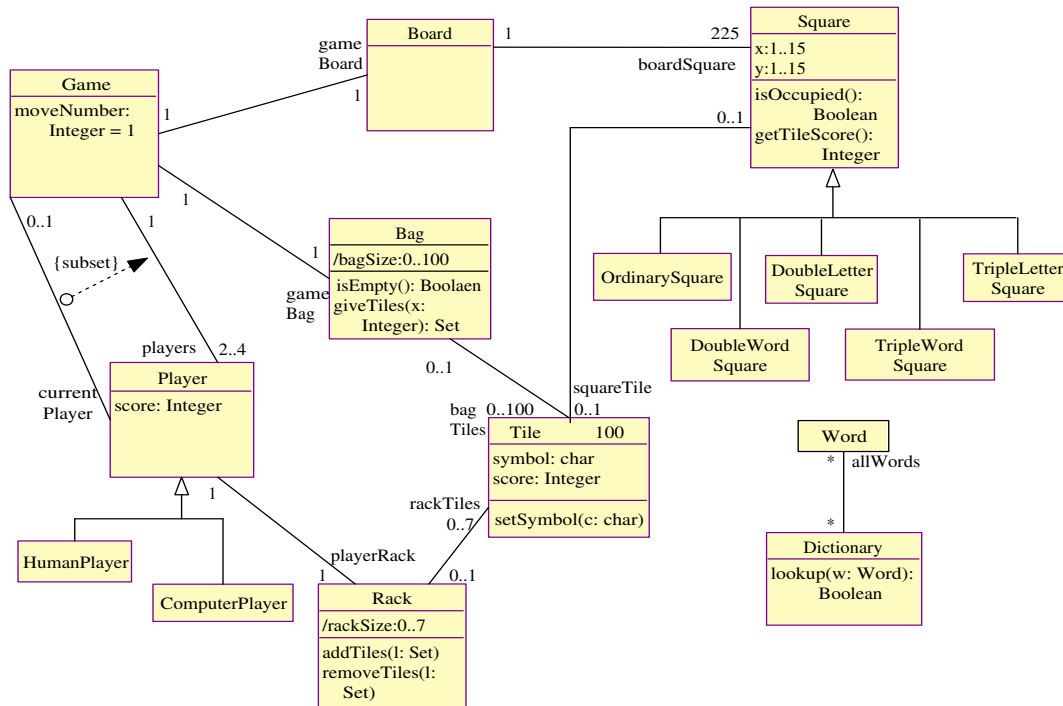 Game
moveNumber:
Integer = 1
game
Board
1
1
Board
1
225
boardSquare
Square
x:1..15
y:1..15
isOccupied():
Boolean
getTileScore():
Integer
0..1
0..1
1
1
{subset}
1
game
Bag
Bag
/bagSize:0..100
isEmpty(): Boolaen
giveTiles(x:
Integer): Set
OrdinarySquare
DoubleLetter
Square
TripleLetter
Square
DoubleWord
Square
TripleWord
Square
players
2..4
current
Player
Player
score: Integer
0..1
squareTile
bag
Tiles
0..100
0..1
Tile 100
symbol: char
score: Integer
setSymbol(c: char)
Word
*
allWords
*
Dictionary
lookup(w: Word):
Boolean
1
rackTiles
0..7
HumanPlayer
ComputerPlayer
playerRack
1
0..1
Rack
/rackSize:0..7
addTiles(l: Set)
removeTiles(l:
Set)